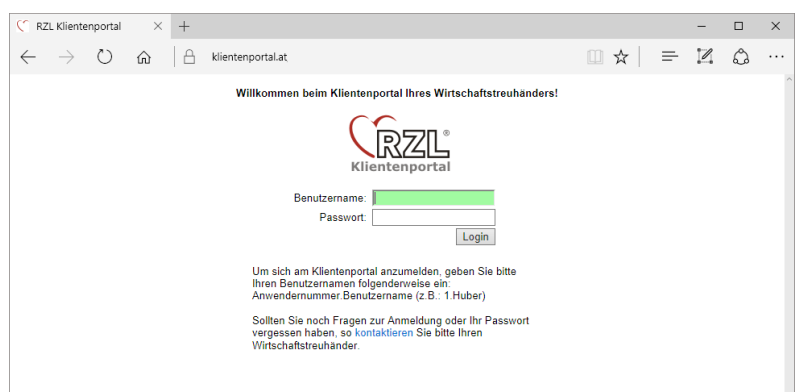 RZL Klientenportal
klientenportal.at
Willkommen beim Klientenportal Ihres Wirtschaftstreuhänders!
RZL®
Klientenportal
Benutzername:
Passwort:
Login
Um sich am Klientenportal anzumelden, geben Sie bitte
Ihren Benutzernamen folgenderweise ein:
Anwendernummer.Benutzername (z.B.: 1.Huber)
Sollten Sie noch Fragen zur Anmeldung oder Ihr Passwort
vergessen haben, so kontaktieren Sie bitte Ihren
Wirtschaftstreuhänder.